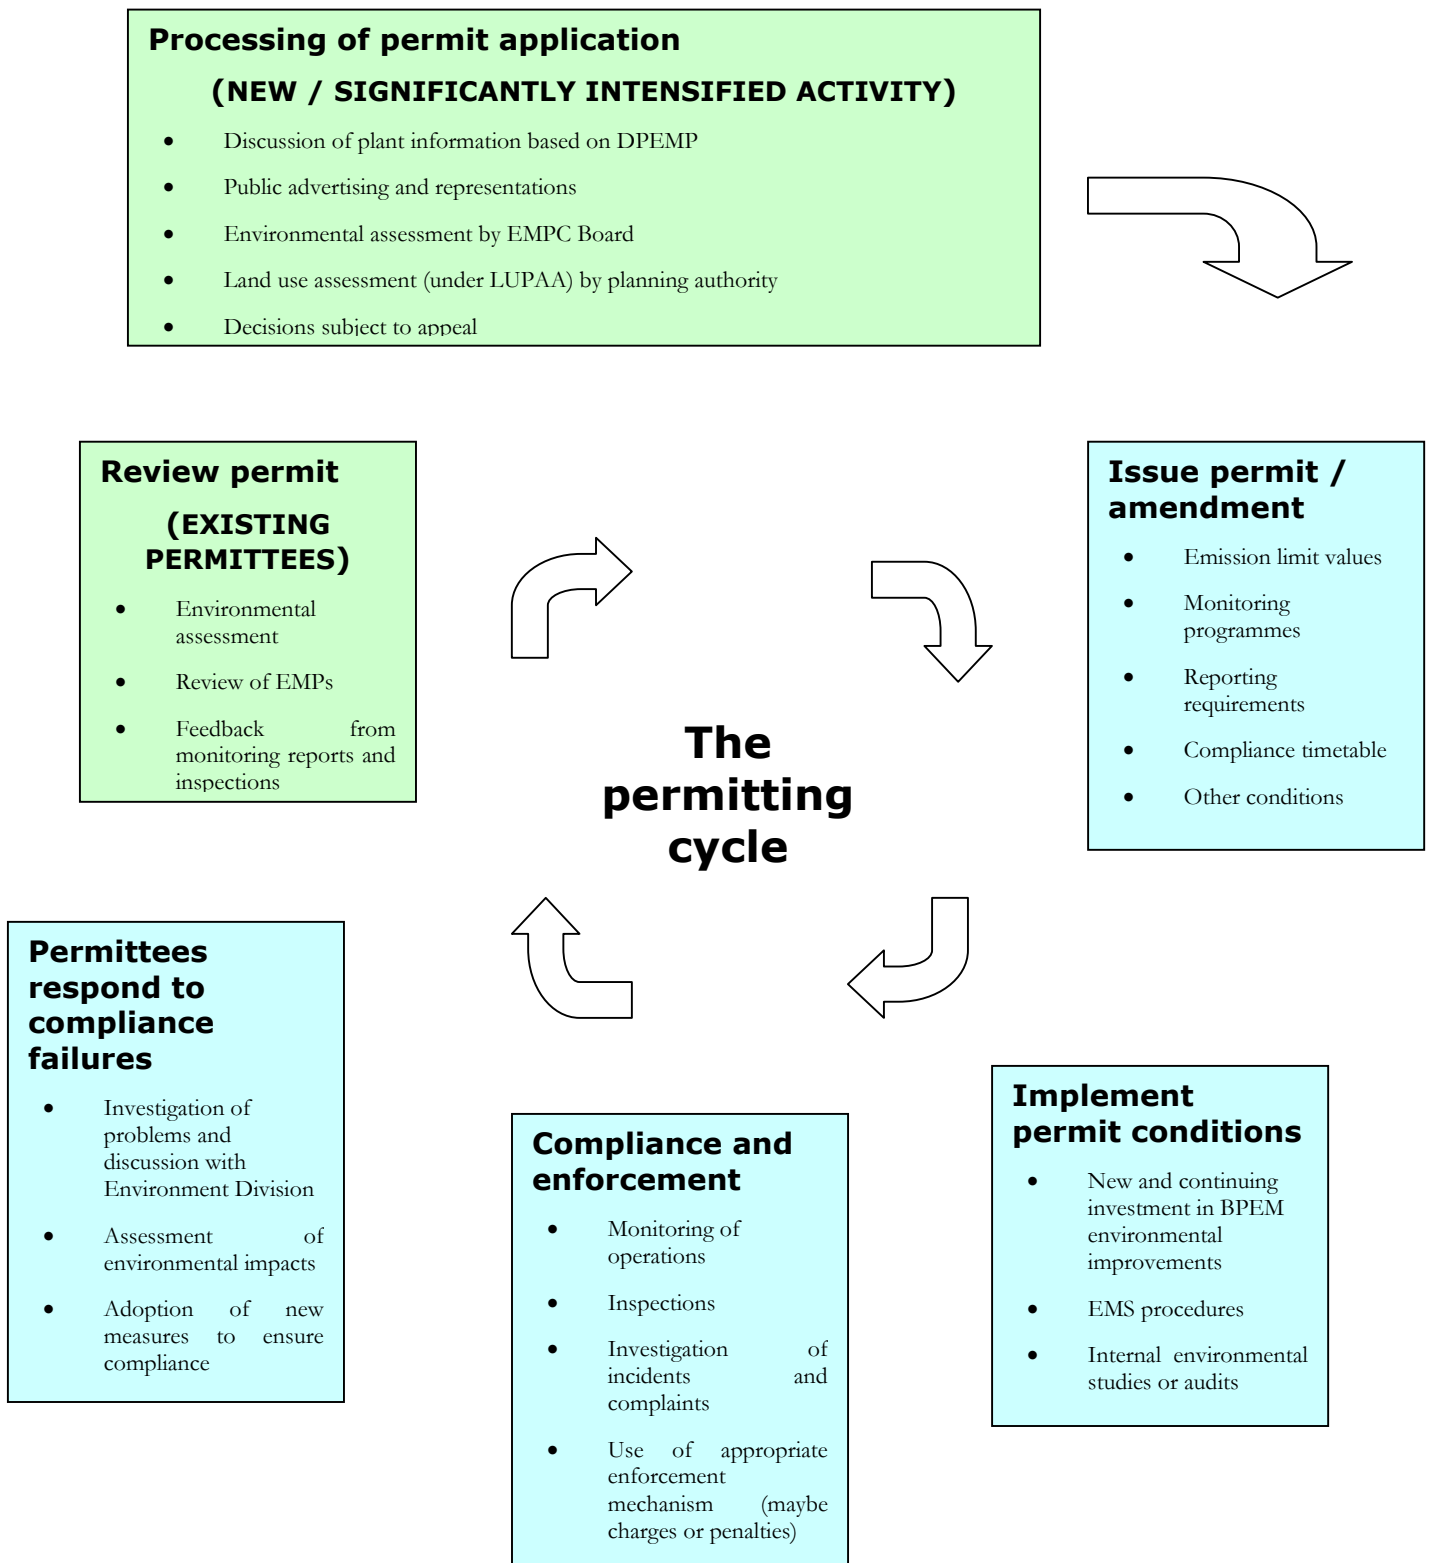 Processing of permit application
(NEW / SIGNIFICANTLY INTENSIFIED ACTIVITY)
• Discussion of plant information based on DPEMP
• Public advertising and representations
• Environmental assessment by EMPC Board
• Land use assessment (under LUPAA) by planning authority
• Decisions subject to appeal
Review permit
(EXISTING
PERMITTEES)
• Environmental
assessment
• Review of EMPs
• Feedback from
monitoring reports and
inspections
Issue permit /
amendment
• Emission limit values
• Monitoring
programmes
• Reporting
requirements
• Compliance timetable
• Other conditions
The
permitting
cycle
Permittees
respond to
compliance
failures
• Investigation of
problems and
discussion with
Environment Division
• Assessment of
environmental impacts
• Adoption of new
measures to ensure
compliance
Compliance and
enforcement
• Monitoring of
operations
• Inspections
• Investigation of
incidents and
complaints
• Use of appropriate
enforcement
mechanism (maybe
charges or penalties)
Implement
permit conditions
• New and continuing
investment in BPEM
environmental
improvements
• EMS procedures
• Internal environmental
studies or audits